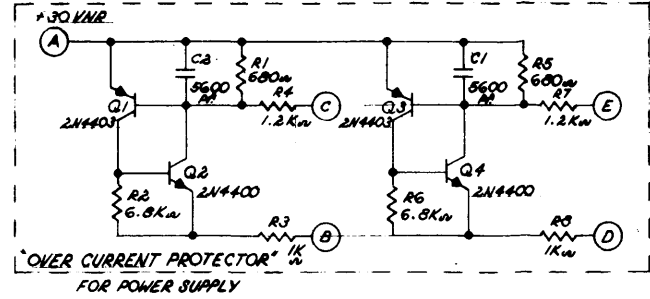 +30 VNR
A
C2
5600
Pf
R1
680Ω
R4
1.2KΩ
C
Q1
2N4403
Q2
2N4400
R2
6.8KΩ
R3
1K
Ω
B
C1
5600
Pf
R5
680Ω
R7
1.2KΩ
E
Q3
2N4403
Q4
2N4400
R6
6.8KΩ
R8
1KΩ
D
"OVER CURRENT PROTECTOR"
FOR POWER SUPPLY